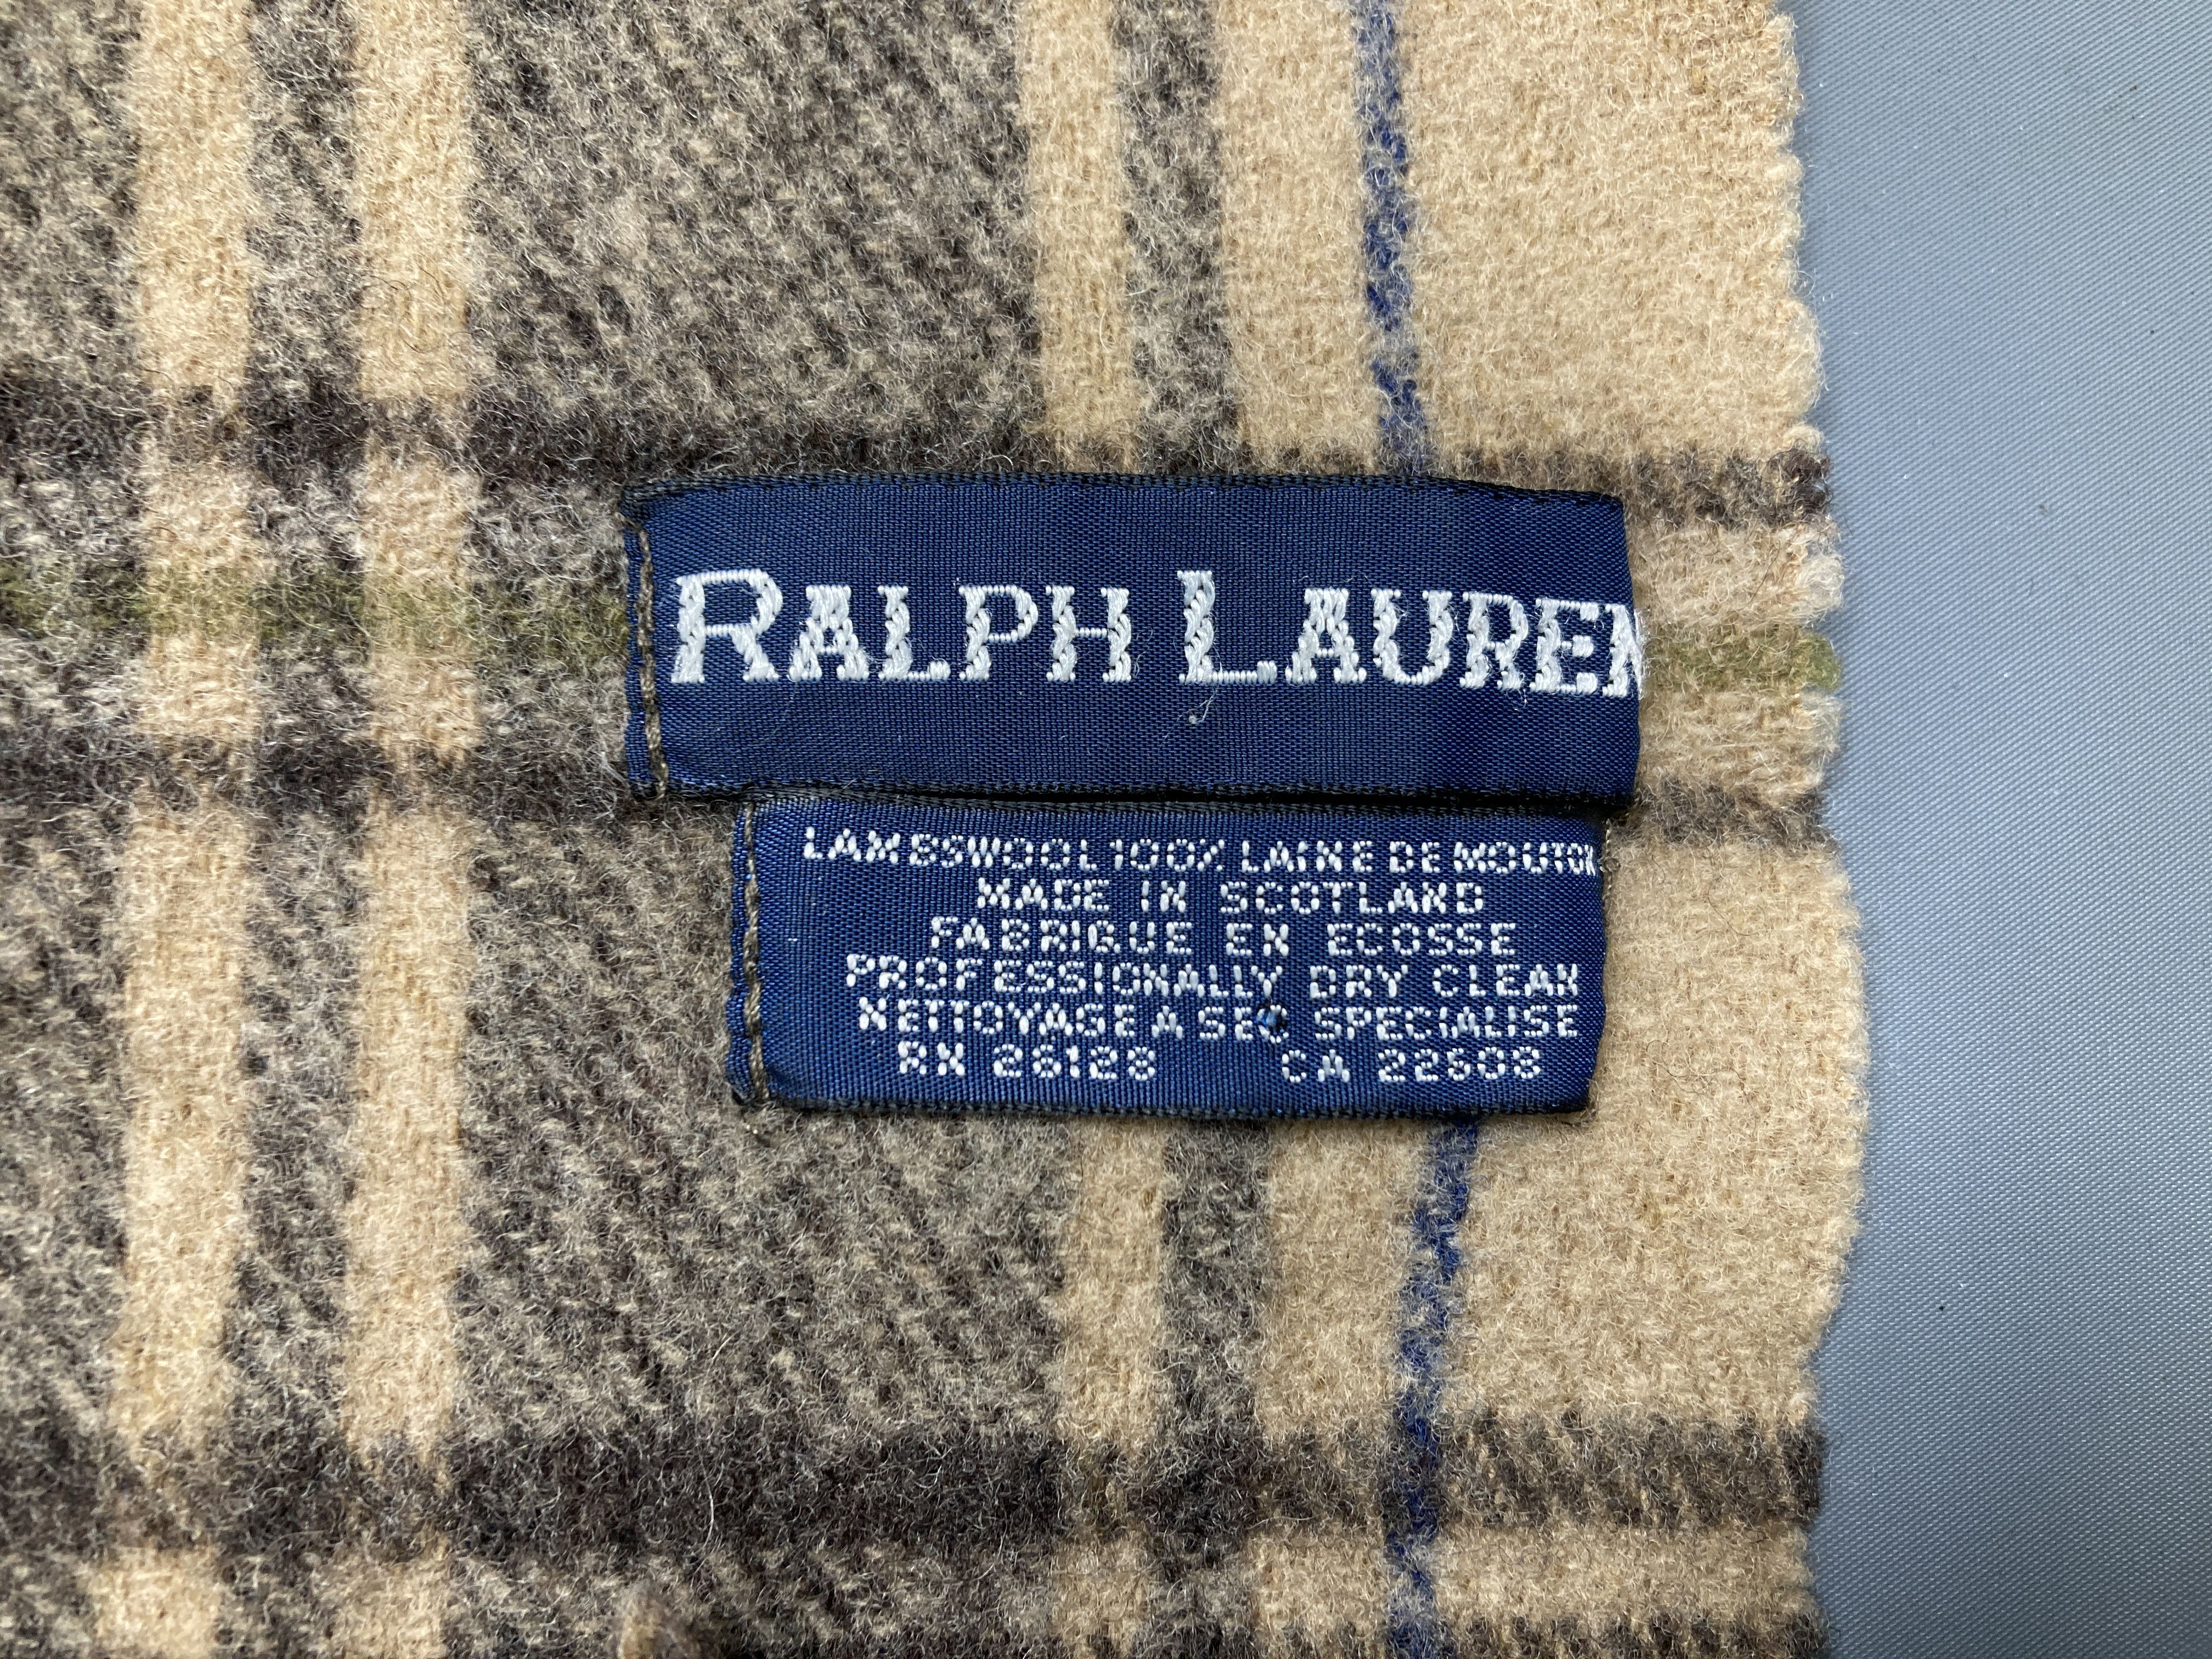 RALPH LAUREN
LAMBSWOOL 100% LAINE DE MOUTON
MADE IN SCOTLAND
FABRIQUE EN ECOSSE
PROFESSIONALLY DRY CLEAN
NETTOYAGE A SEC SPECIALISE
RN 26128 CA 22608